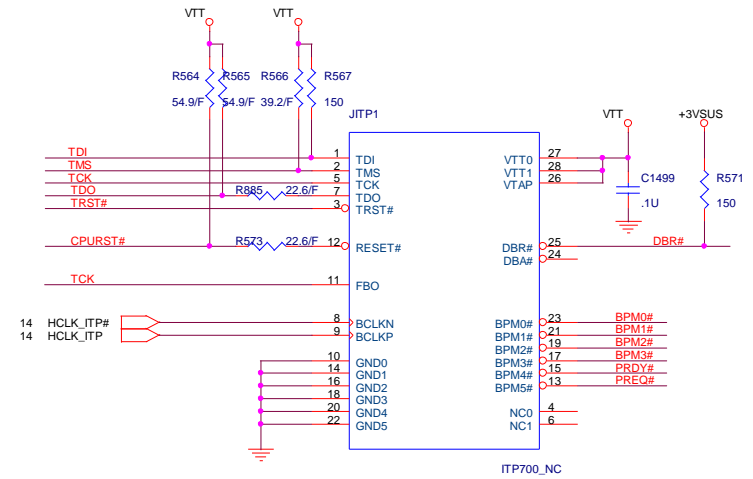 VTT VTT
R564 R565 R566 R567
54.9/F 54.9/F 39.2/F 150
JITP1
VTT +3VSUS
TDI 1 TDI VTT0 27
TMS 2 TMS VTT1 28
TCK 5 TCK VTAP 26
C1499 R571
.1U 150
TDO R885 22.6/F 7 TDO
TRST# 3 TRST#
CPURST# R573 22.6/F 12 RESET# DBR# 25 DBR#
DBA# 24
TCK 11 FBO
14 HCLK_ITP# 8 BCLKN BPM0# 23 BPM0#
14 HCLK_ITP 9 BCLKP BPM1# 21 BPM1#
BPM2# 19 BPM2#
10 GND0 BPM3# 17 BPM3#
14 GND1 BPM4# 15 PRDY#
16 GND2 BPM5# 13 PREQ#
18 GND3
20 GND4 NC0 4
22 GND5 NC1 6
ITP700_NC